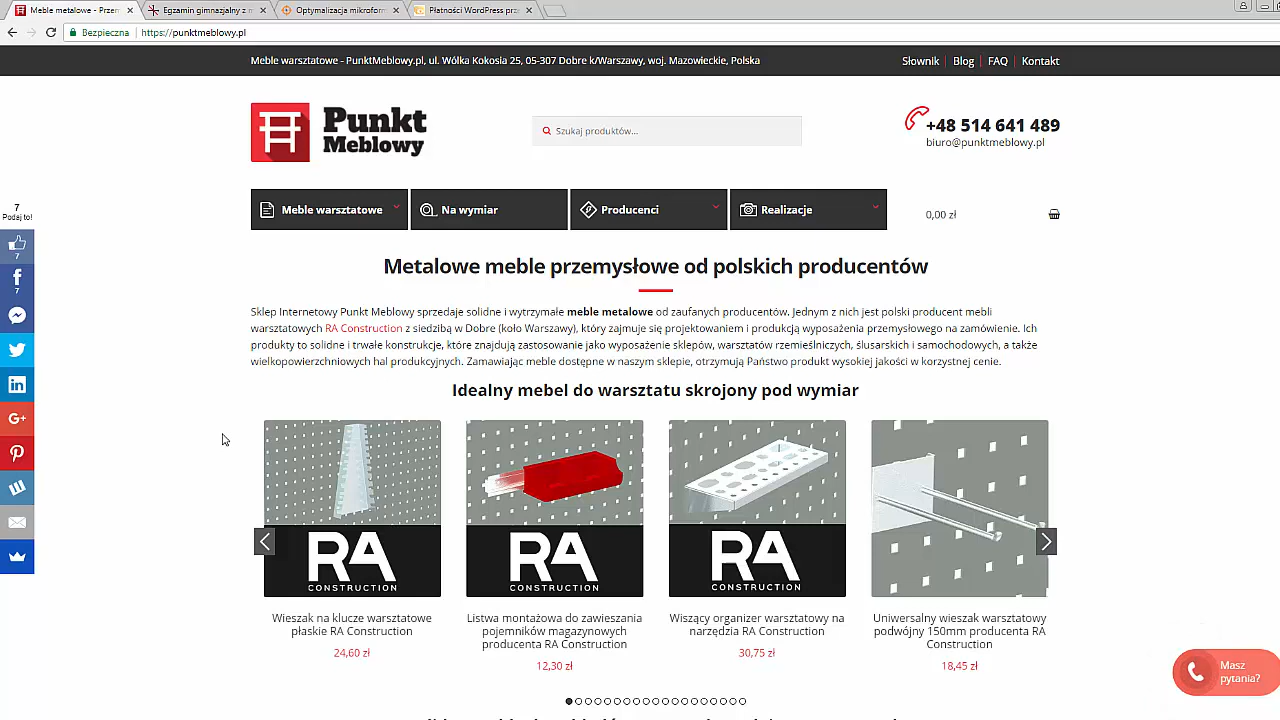 Meble metalowe - Przem
Egzamin gimnazjalny z m
Optymalizacja mikroform
Płatności WordPress prze
Bezpieczna
https://punktmeblowy.pl
Meble warsztatowe - PunktMeblowy.pl, ul. Wólka Kokosia 25, 05-307 Dobre k/Warszawy, woj. Mazowieckie, Polska
Słownik
Blog
FAQ
Kontakt
Punkt
Meblowy
Szukaj produktów...
+48 514 641 489
biuro@punktmeblowy.pl
Meble warsztatowe
Na wymiar
Producenci
Realizacje
0,00 zł
7
Podaj to!
7
7
Metalowe meble przemysłowe od polskich producentów
Sklep Internetowy Punkt Meblowy sprzedaje solidne i wytrzymałe meble metalowe od zaufanych producentów. Jednym z nich jest polski producent mebli
warsztatowych RA Construction z siedzibą w Dobre (koło Warszawy), który zajmuje się projektowaniem i produkcją wyposażenia przemysłowego na zamówienie. Ich
produkty to solidne i trwałe konstrukcje, które znajdują zastosowanie jako wyposażenie sklepów, warsztatów rzemieślniczych, ślusarskich i samochodowych, a także
wielkopowierzchniowych hal produkcyjnych. Zamawiając meble dostępne w naszym sklepie, otrzymują Państwo produkt wysokiej jakości w korzystnej cenie.
Idealny mebel do warsztatu skrojony pod wymiar
RA
CONSTRUCTION
RA
CONSTRUCTION
RA
CONSTRUCTION
Wieszak na klucze warsztatowe
płaskie RA Construction
24,60 zł
Listwa montażowa do zawieszania
pojemników magazynowych
producenta RA Construction
12,30 zł
Wiszący organizer warsztatowy na
narzędzia RA Construction
30,75 zł
Uniwersalny wieszak warsztatowy
podwójny 150mm producenta RA
Construction
18,45 zł
Masz
pytania?